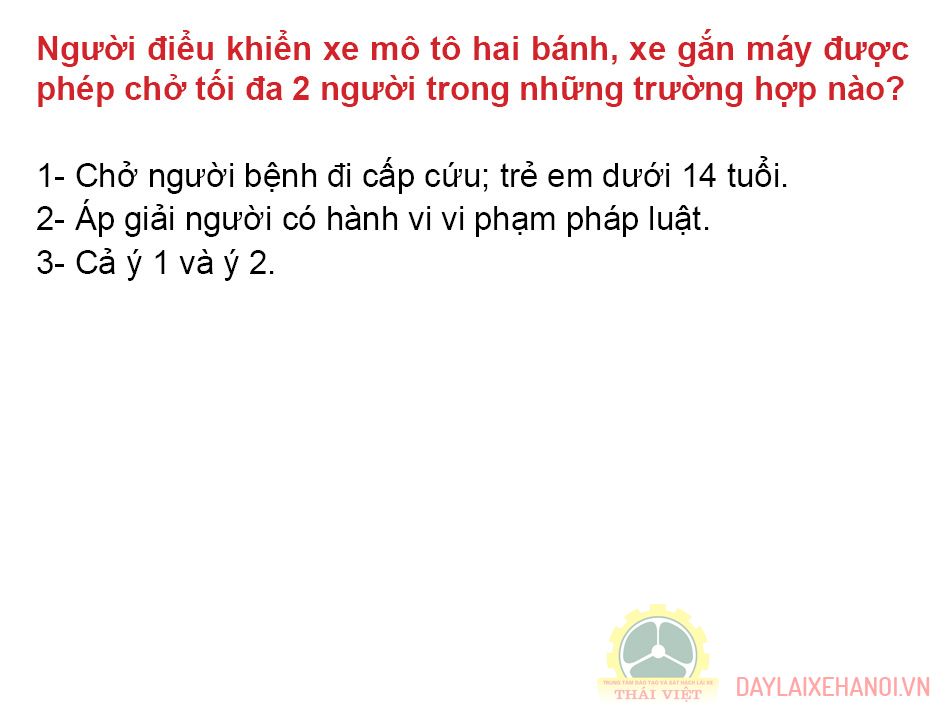 Người điểu khiển xe mô tô hai bánh, xe gắn máy được
phép chở tối đa 2 người trong những trường hợp nào?
1- Chở người bệnh đi cấp cứu; trẻ em dưới 14 tuổi.
2- Áp giải người có hành vi vi phạm pháp luật.
3- Cả ý 1 và ý 2.
TRUNG TÂM ĐÀO TẠO VÀ SÁT HẠCH LÁI XE
THÁI VIỆT
DAYLAIXEHANOI.VN